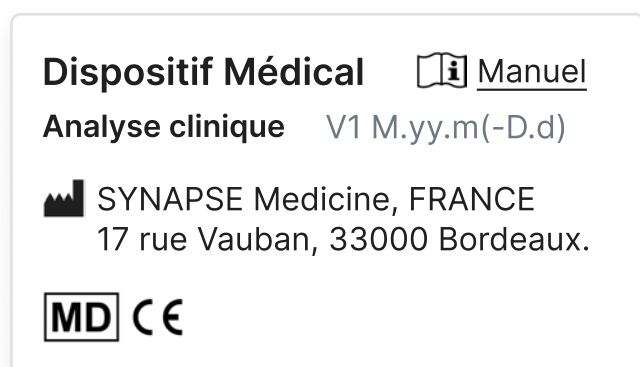 Dispositif Médical Manuel
Analyse clinique V1 M.yy.m(-D.d)
SYNAPSE Medicine, FRANCE
17 rue Vauban, 33000 Bordeaux.
MD CE